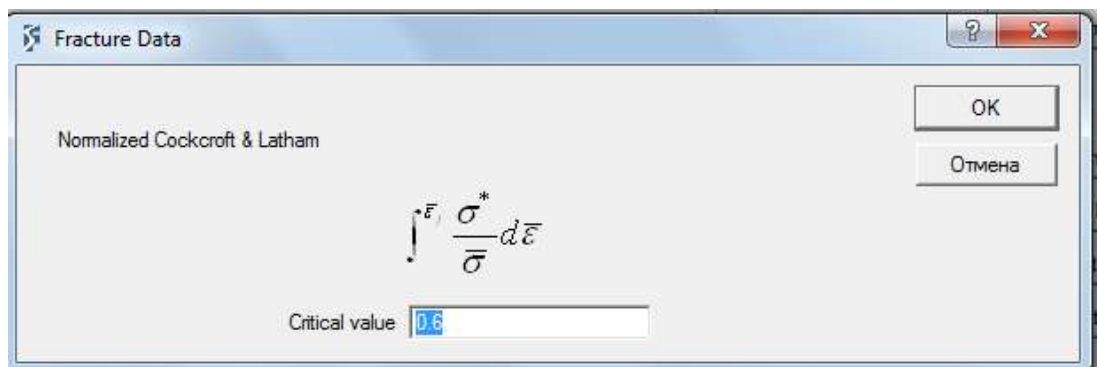 Fracture Data
OK
Normalized Cockcroft & Latham
Отмена
∫^ε̄f σ* / σ̄ dε̄
Critical value 0.6